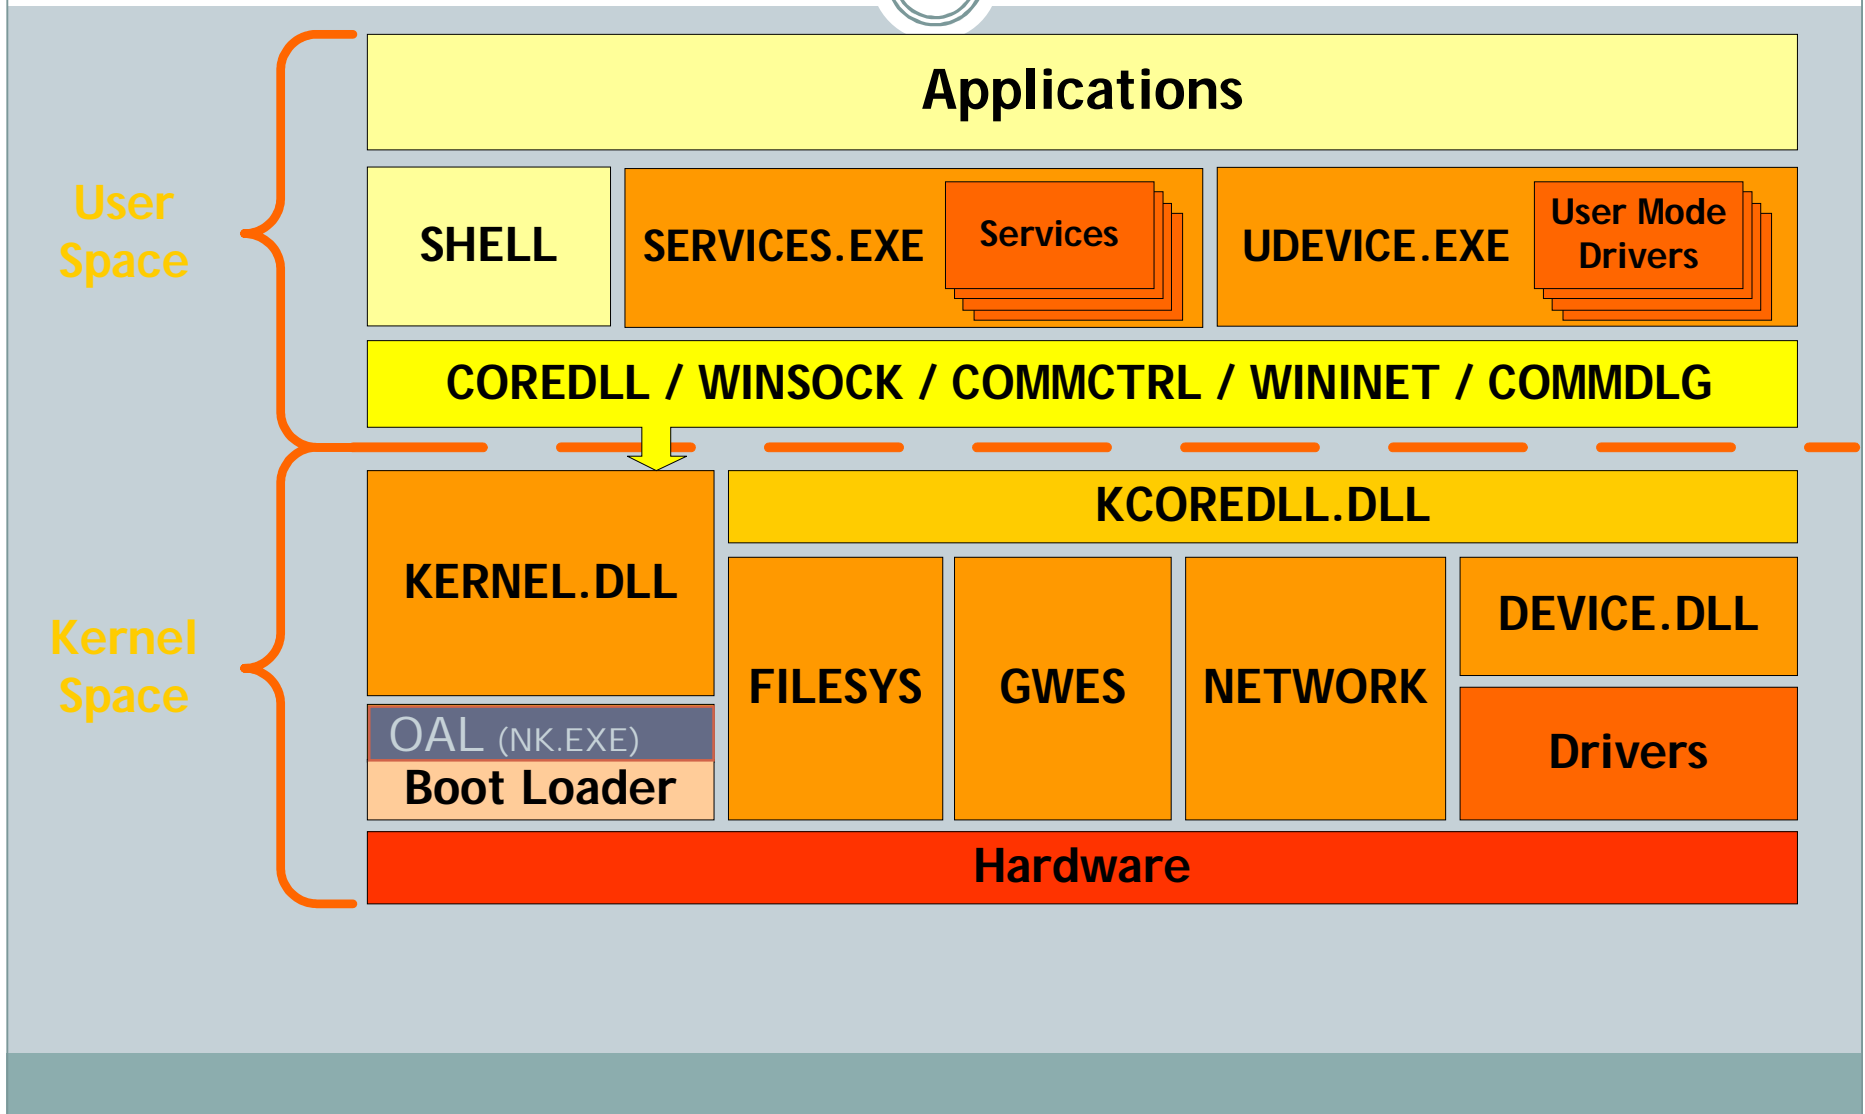 Applications
User
Space
SHELL
SERVICES.EXE
Services
UDEVICE.EXE
User Mode
Drivers
COREDLL / WINSOCK / COMMCTRL / WININET / COMMDLG
Kernel
Space
KERNEL.DLL
KCOREDLL.DLL
FILESYS
GWES
NETWORK
DEVICE.DLL
Drivers
OAL (NK.EXE)
Boot Loader
Hardware